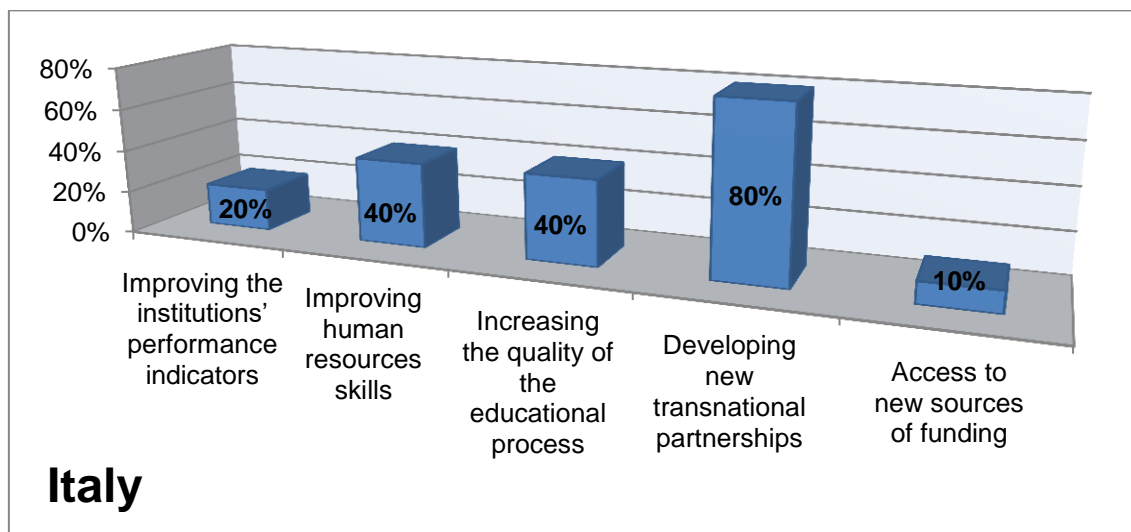 80%
60%
40%
20%
0%
20%
40%
40%
80%
10%
Improving the
institutions’
performance
indicators
Improving
human
resources
skills
Increasing
the quality of
the
educational
process
Developing
new
transnational
partnerships
Access to
new sources
of funding
Italy